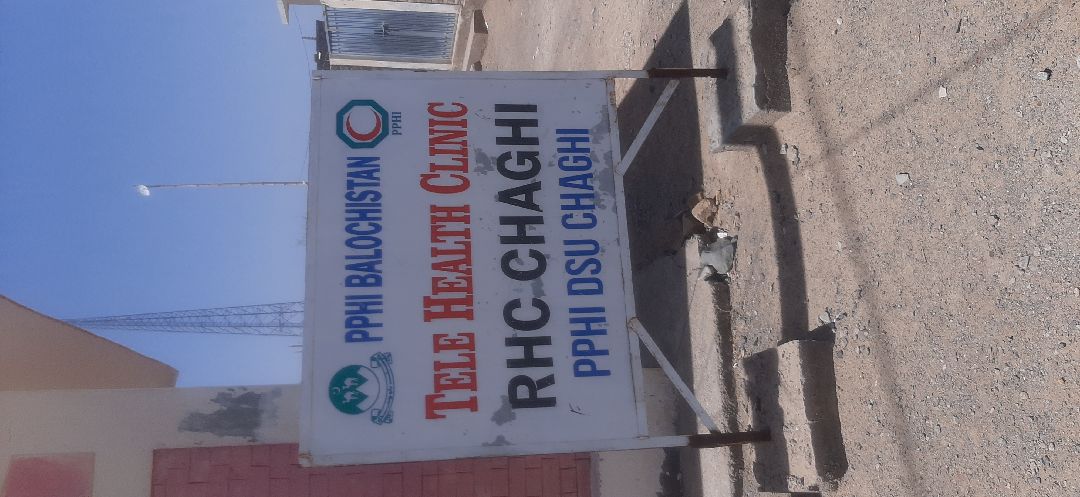 PPHI BALOCHISTAN
PPHI
TELE HEALTH CLINIC
RHC CHAGHI
PPHI DSU CHAGHI